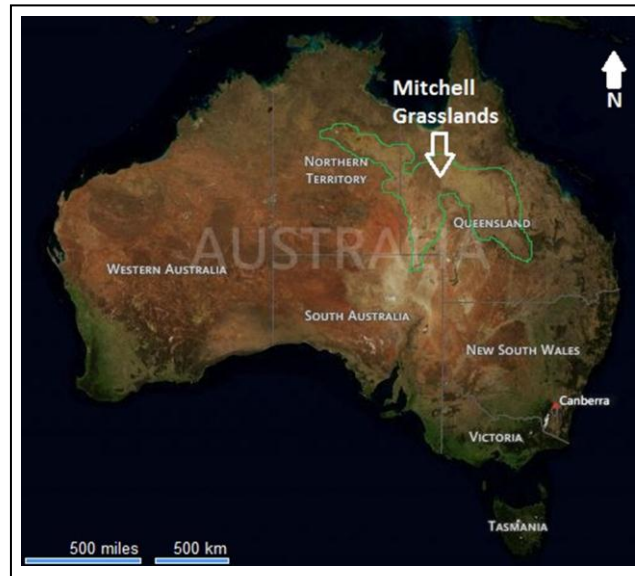 Mitchell
Grasslands
N
NORTHERN
TERRITORY
QUEENSLAND
AUSTRALIA
WESTERN AUSTRALIA
SOUTH AUSTRALIA
NEW SOUTH WALES
Canberra
VICTORIA
TASMANIA
500 miles 500 km